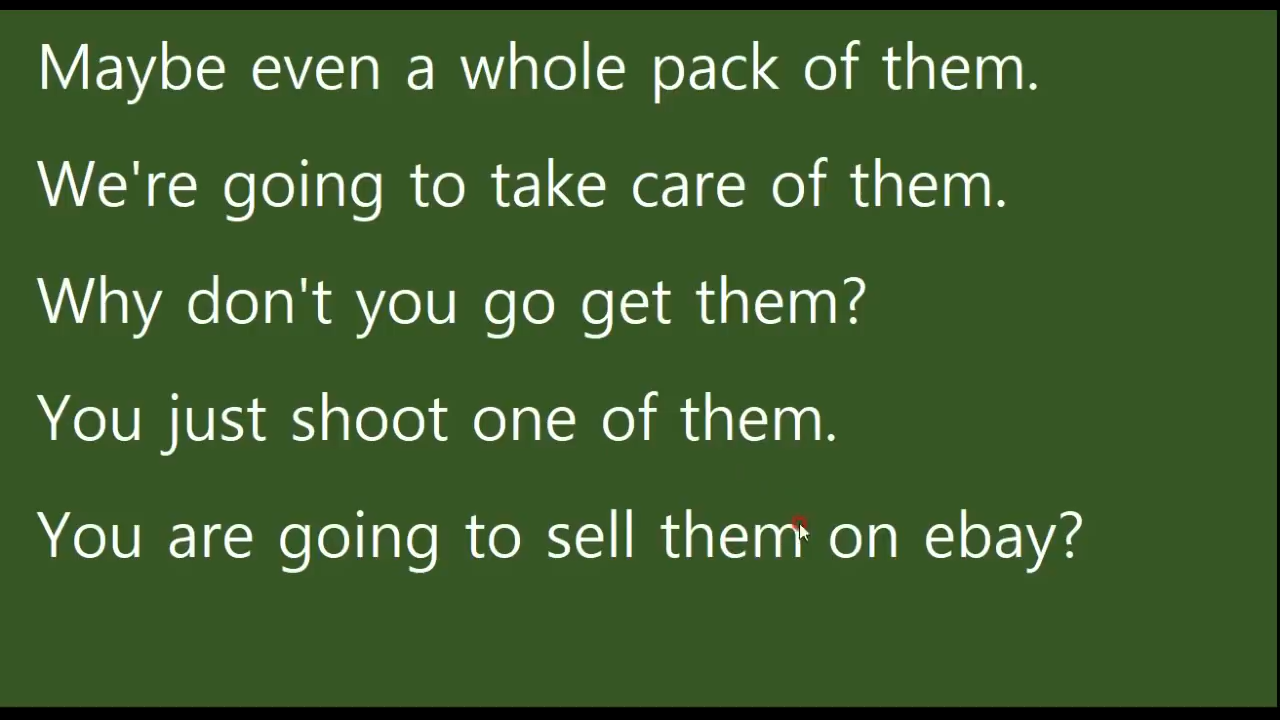 Maybe even a whole pack of them.
We're going to take care of them.
Why don't you go get them?
You just shoot one of them.
You are going to sell them on ebay?